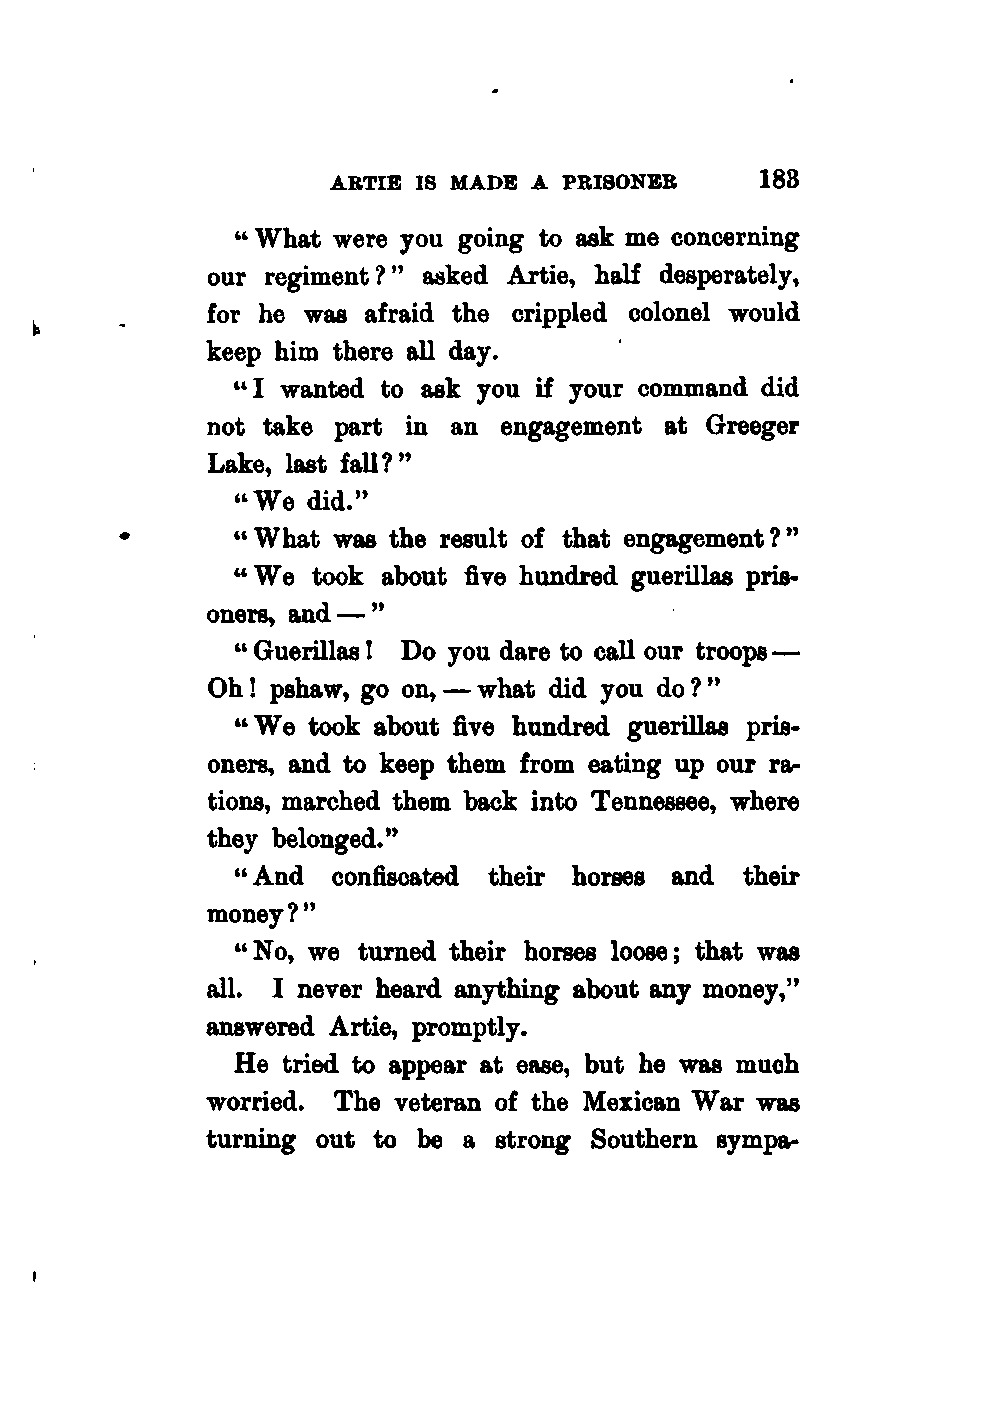 ARTIE IS MADE A PRISONER 183
“What were you going to ask me concerning
our regiment?” asked Artie, half desperately,
for he was afraid the crippled colonel would
keep him there all day.
“I wanted to ask you if your command did
not take part in an engagement at Greeger
Lake, last fall?”
“We did.”
“What was the result of that engagement?”
“We took about five hundred guerillas pris-
oners, and—”
“Guerillas! Do you dare to call our troops—
Oh! pshaw, go on,—what did you do?”
“We took about five hundred guerillas pris-
oners, and to keep them from eating up our ra-
tions, marched them back into Tennessee, where
they belonged.”
“And confiscated their horses and their
money?”
“No, we turned their horses loose; that was
all. I never heard anything about any money,”
answered Artie, promptly.
He tried to appear at ease, but he was much
worried. The veteran of the Mexican War was
turning out to be a strong Southern sympa-